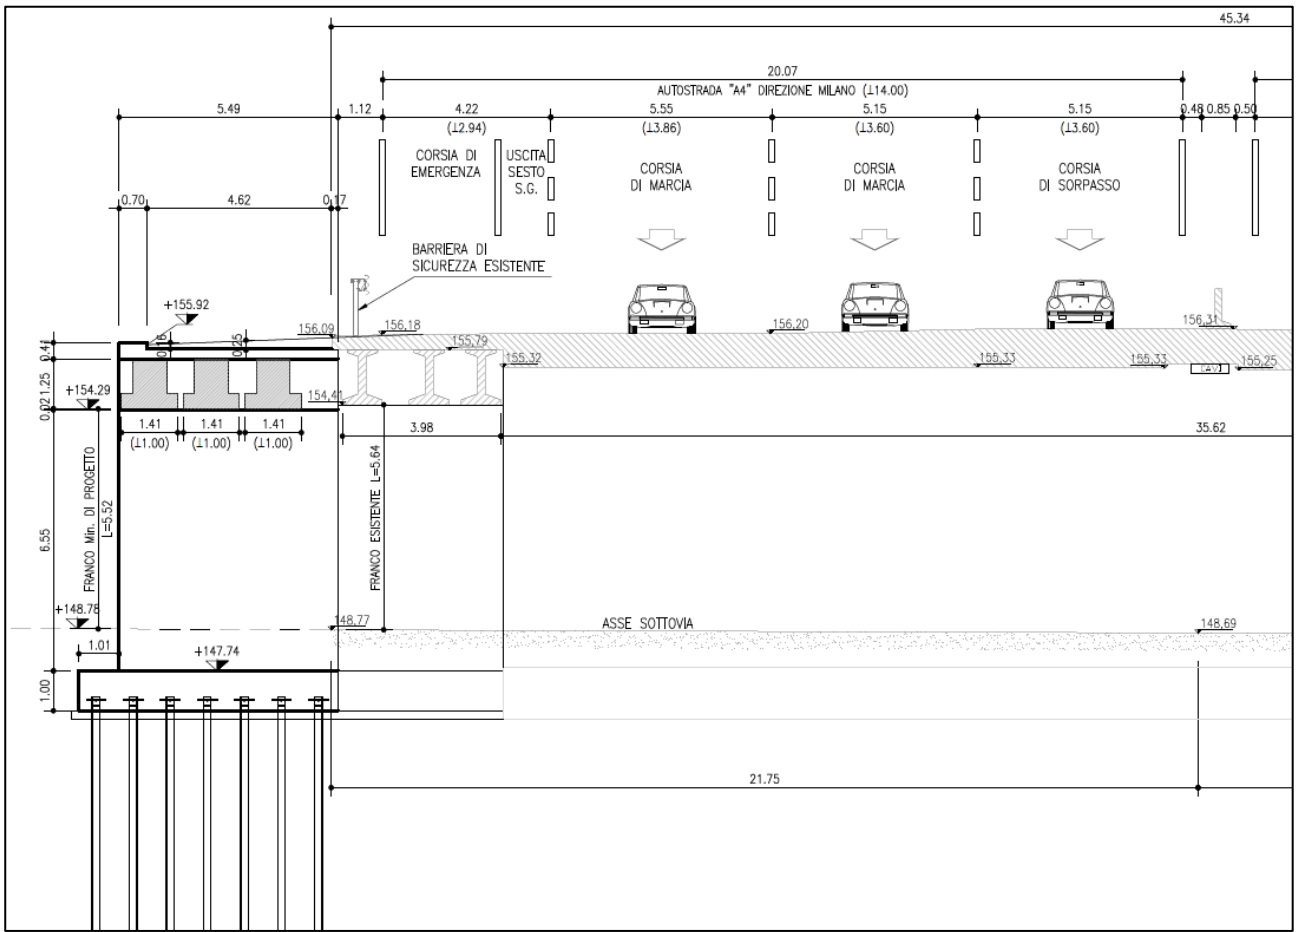 45.34
20.07
AUTOSTRADA "A4" DIREZIONE MILANO (⊥14.00)
5.49
1.12
4.22
(⊥2.94)
5.55
(⊥3.86)
5.15
(⊥3.60)
5.15
(⊥3.60)
0.48
0.85
0.50
CORSIA DI
EMERGENZA
USCITA
SESTO
S.G.
CORSIA
DI MARCIA
CORSIA
DI MARCIA
CORSIA
DI SORPASSO
0.70
4.62
0.17
BARRIERA DI
SICUREZZA ESISTENTE
+155.92
156,09
156,18
156,20
156,31
0.41
0.16
0.25
155,79
155,32
155,33
155,33
CAVI
155,25
1.25
+154.29
0.02
154,41
1.41
(⊥1.00)
1.41
(⊥1.00)
1.41
(⊥1.00)
3.98
35.62
FRANCO Min. DI PROGETTO
L=5.52
FRANCO ESISTENTE L=5.64
6.55
+148.78
148,77
ASSE SOTTOVIA
148,69
1.01
+147.74
1.00
21.75